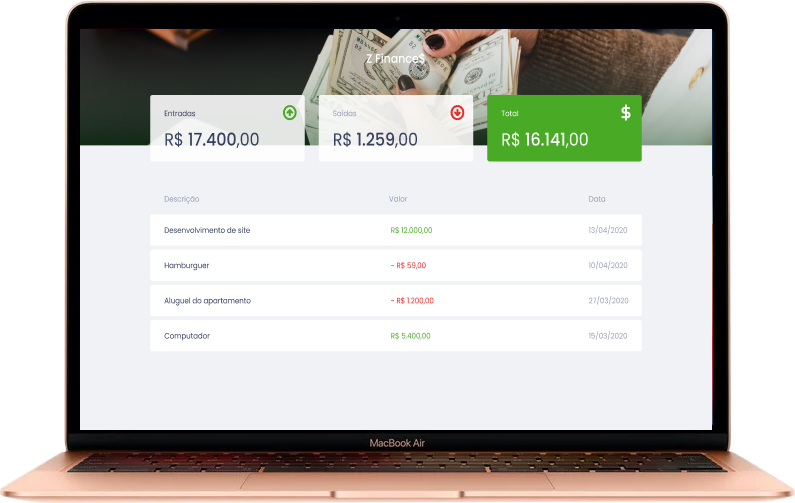 Z Finance$
Entradas
R$ 17.400,00
Saídas
R$ 1.259,00
Total
$
R$ 16.141,00
Descrição Valor Data
Desenvolvimento de site R$ 12.000,00 13/04/2020
Hamburguer - R$ 59,00 10/04/2020
Aluguel do apartamento - R$ 1.200,00 27/03/2020
Computador R$ 5.400,00 15/03/2020
MacBook Air